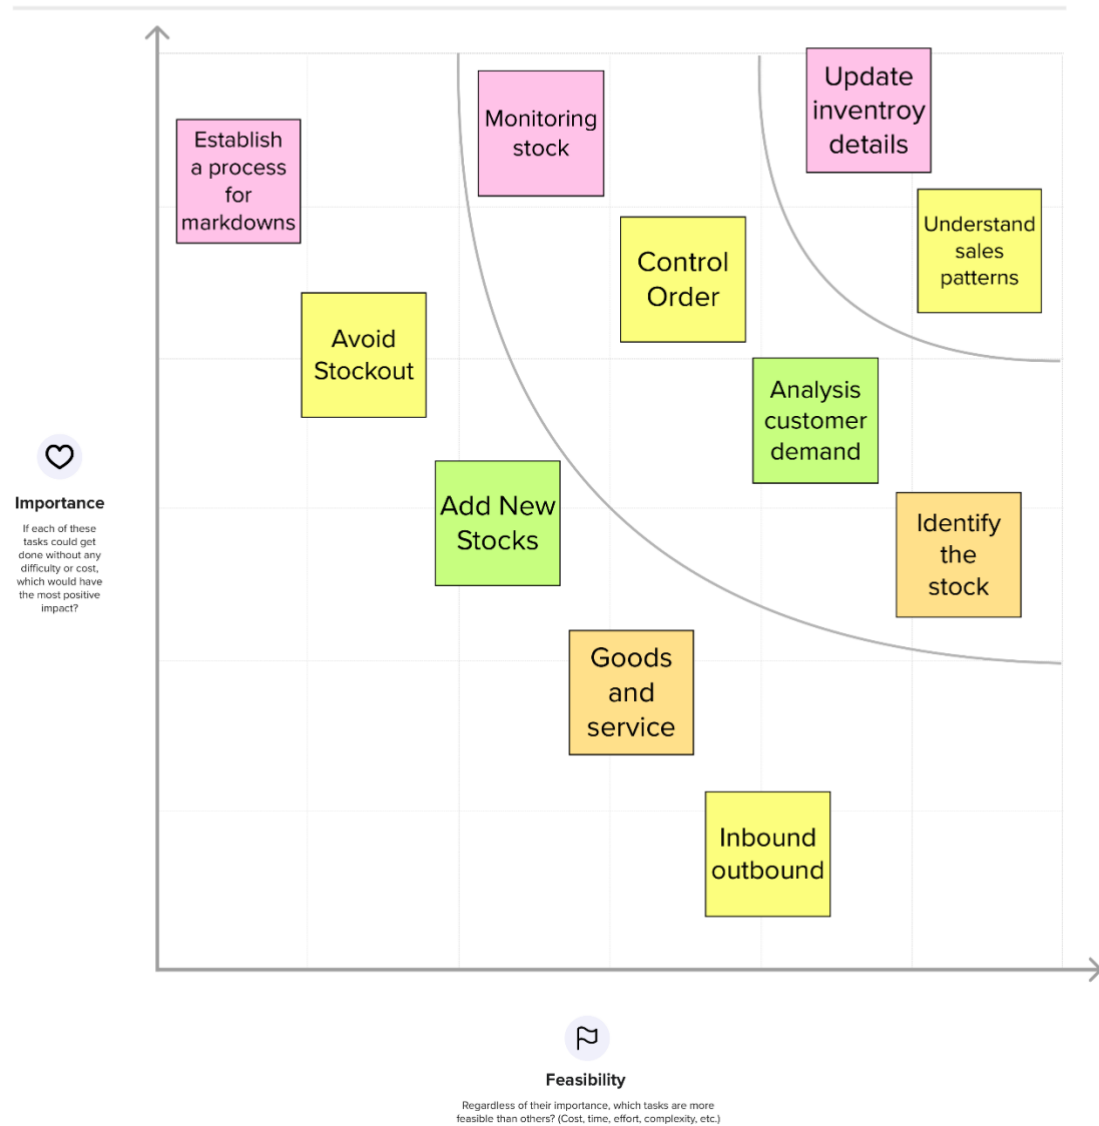 Update
inventroy
details
Monitoring
stock
Establish
a process
for
markdowns
Understand
sales
patterns
Control
Order
Avoid
Stockout
Analysis
customer
demand
Add New
Stocks
Identify
the
stock
Importance
If each of these
tasks could get
done without any
difficulty or cost,
which would have
the most positive
impact?
Goods
and
service
Inbound
outbound
Feasibility
Regardless of their importance, which tasks are more
feasible than others? (Cost, time, effort, complexity, etc.)